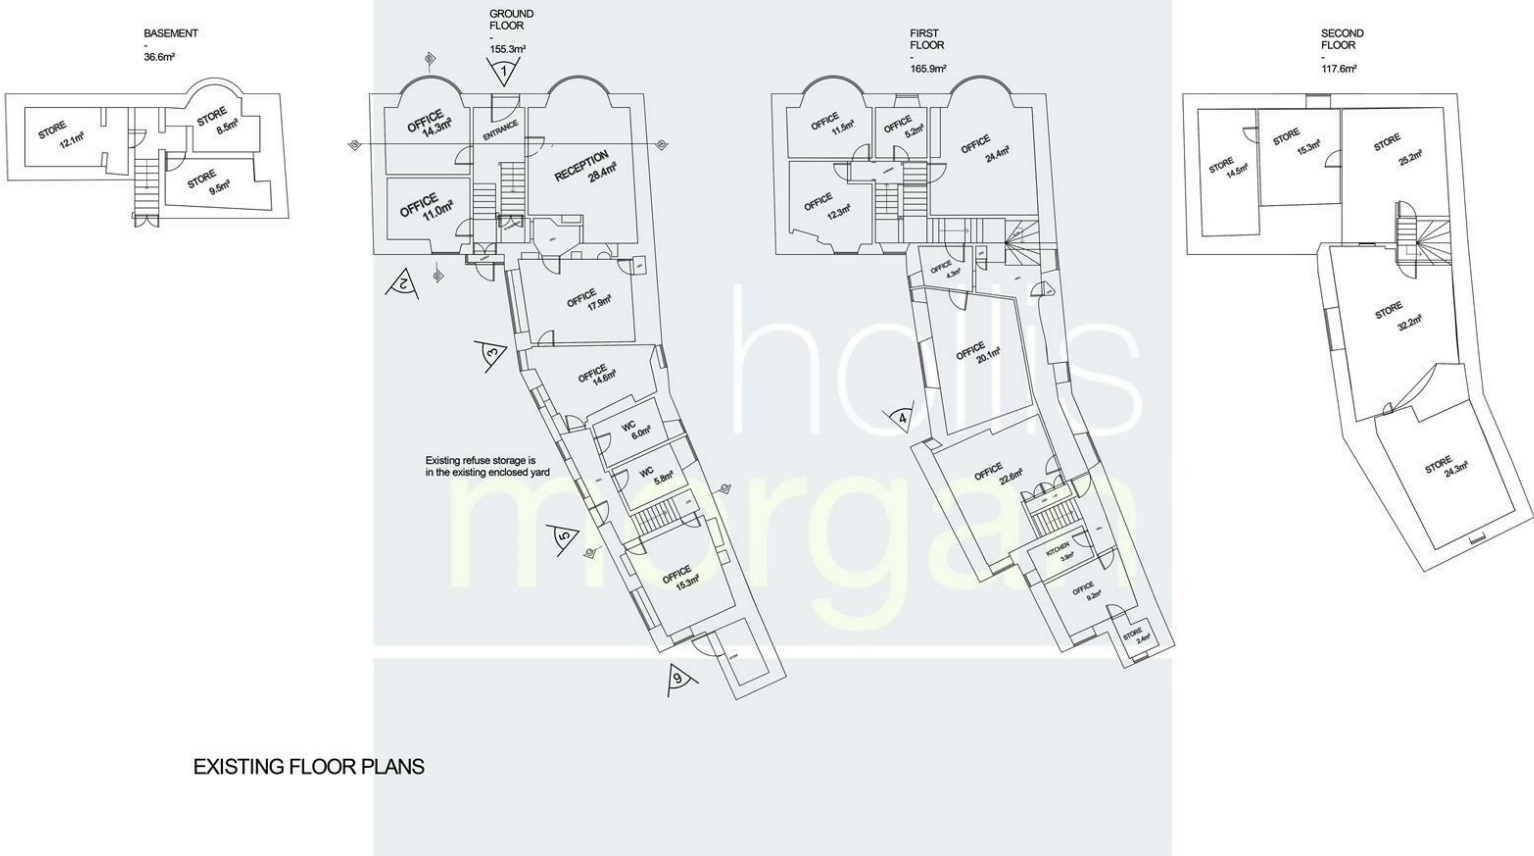 BASEMENT
-
36.6m²
STORE
12.1m²
STORE
8.5m²
STORE
9.5m²
GROUND
FLOOR
-
155.3m²
1
OFFICE
14.3m²
ENTRANCE
RECEPTION
28.4m²
OFFICE
11.0m²
2
OFFICE
17.9m²
3
OFFICE
14.6m²
WC
6.0m²
WC
5.8m²
Existing refuse storage is
in the existing enclosed yard
5
OFFICE
15.3m²
6
FIRST
FLOOR
-
165.9m²
OFFICE
11.5m²
OFFICE
5.2m²
OFFICE
24.4m²
OFFICE
12.3m²
OFFICE
4.3m²
OFFICE
20.1m²
4
OFFICE
22.6m²
KITCHEN
3.9m²
OFFICE
9.2m²
STORE
2.4m²
SECOND
FLOOR
-
117.6m²
STORE
14.5m²
STORE
15.3m²
STORE
25.2m²
STORE
32.2m²
STORE
24.3m²
hollis
morgan
EXISTING FLOOR PLANS